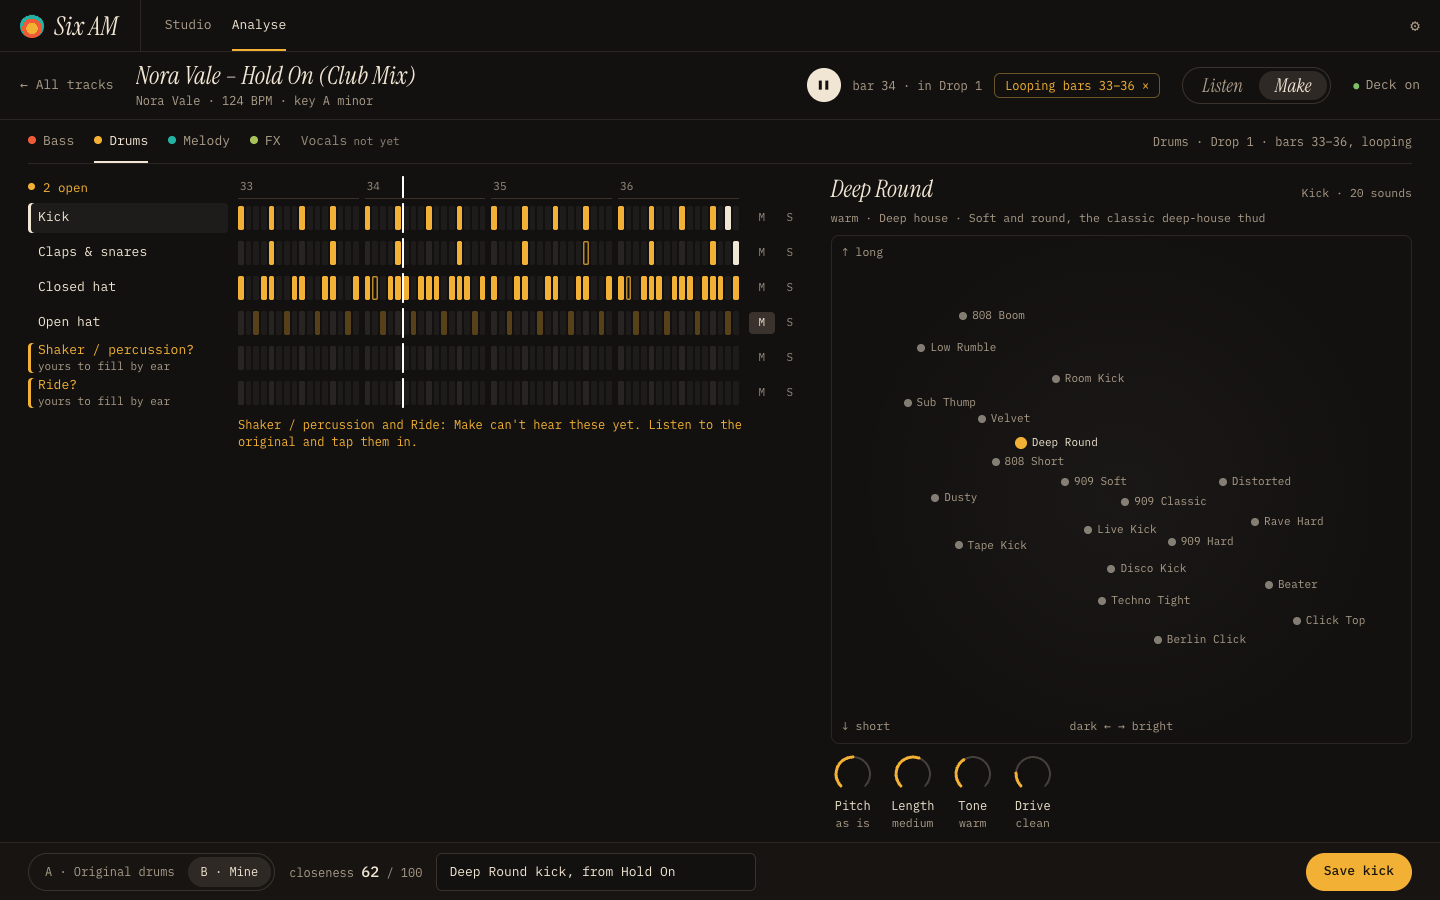 Six AM
Studio
Analyse
← All tracks
Nora Vale – Hold On (Club Mix)
Nora Vale · 124 BPM · key A minor
bar 34 · in Drop 1
Looping bars 33–36 ×
Listen
Make
Deck on
Bass
Drums
Melody
FX
Vocals not yet
Drums · Drop 1 · bars 33–36, looping
2 open
33
34
35
36
Kick
M
S
Claps & snares
M
S
Closed hat
M
S
Open hat
M
S
Shaker / percussion?
yours to fill by ear
M
S
Ride?
yours to fill by ear
M
S
Shaker / percussion and Ride: Make can't hear these yet. Listen to the
original and tap them in.
Deep Round
Kick · 20 sounds
warm · Deep house · Soft and round, the classic deep-house thud
↑ long
808 Boom
Low Rumble
Room Kick
Sub Thump
Velvet
Deep Round
808 Short
909 Soft
Distorted
Dusty
909 Classic
Rave Hard
Live Kick
909 Hard
Tape Kick
Disco Kick
Beater
Techno Tight
Click Top
Berlin Click
↓ short
dark ← → bright
Pitch
as is
Length
medium
Tone
warm
Drive
clean
A · Original drums
B · Mine
closeness 62 / 100
Deep Round kick, from Hold On
Save kick